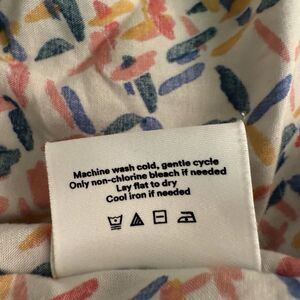 Machine wash cold, gentle cycle
Only non-chlorine bleach if needed
Lay flat to dry
Cool iron if needed